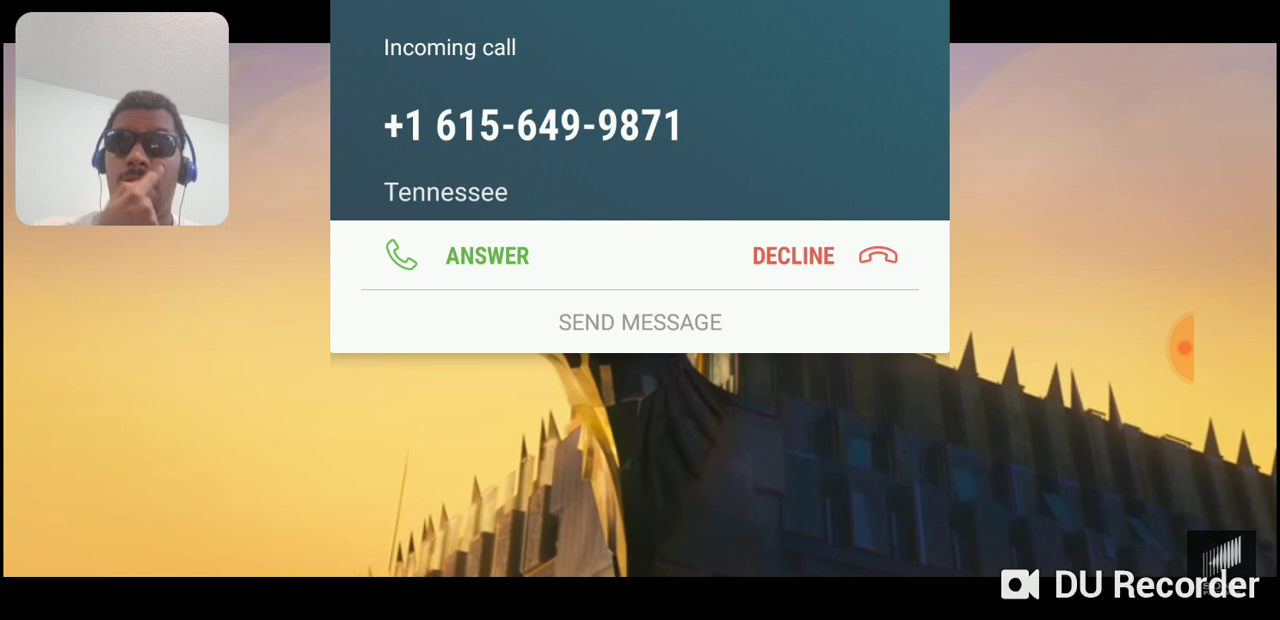 Incoming call
+1 615-649-9871
Tennessee
ANSWER
DECLINE
SEND MESSAGE
DU Recorder